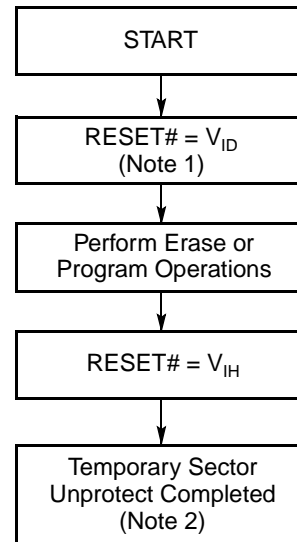 START
RESET# = V_ID
(Note 1)
Perform Erase or
Program Operations
RESET# = V_IH
Temporary Sector
Unprotect Completed
(Note 2)